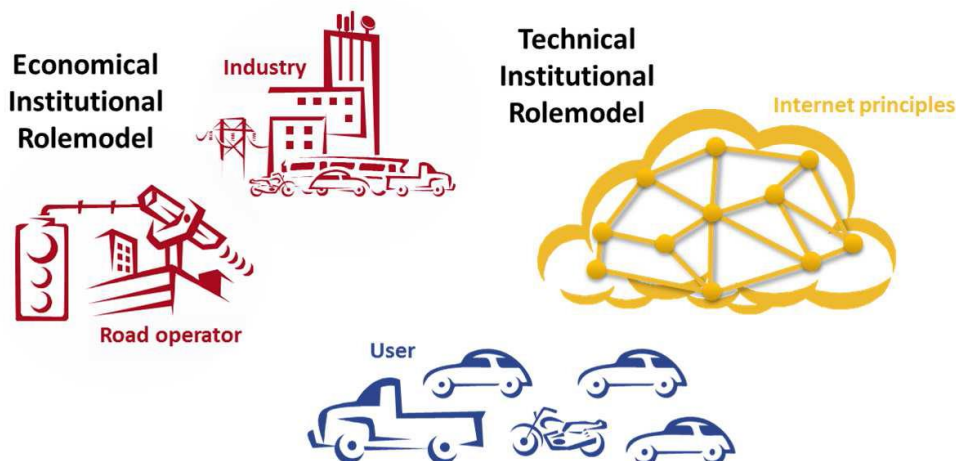 Economical
Institutional
Rolemodel
Industry
Technical
Institutional
Rolemodel
Internet principles
Road operator
User